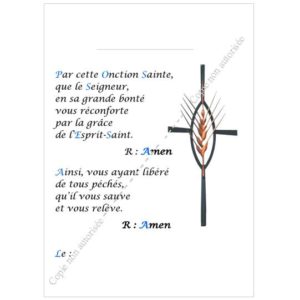 Par cette Onction Sainte,
que le Seigneur,
en sa grande bonté
vous réconforte
par la grâce
de l'Esprit-Saint.
R : Amen
Ainsi, vous ayant libéré
de tous péchés,
qu'il vous sauve
et vous relève.
R : Amen
Le :
Copie non autorisée
Copie non autorisée